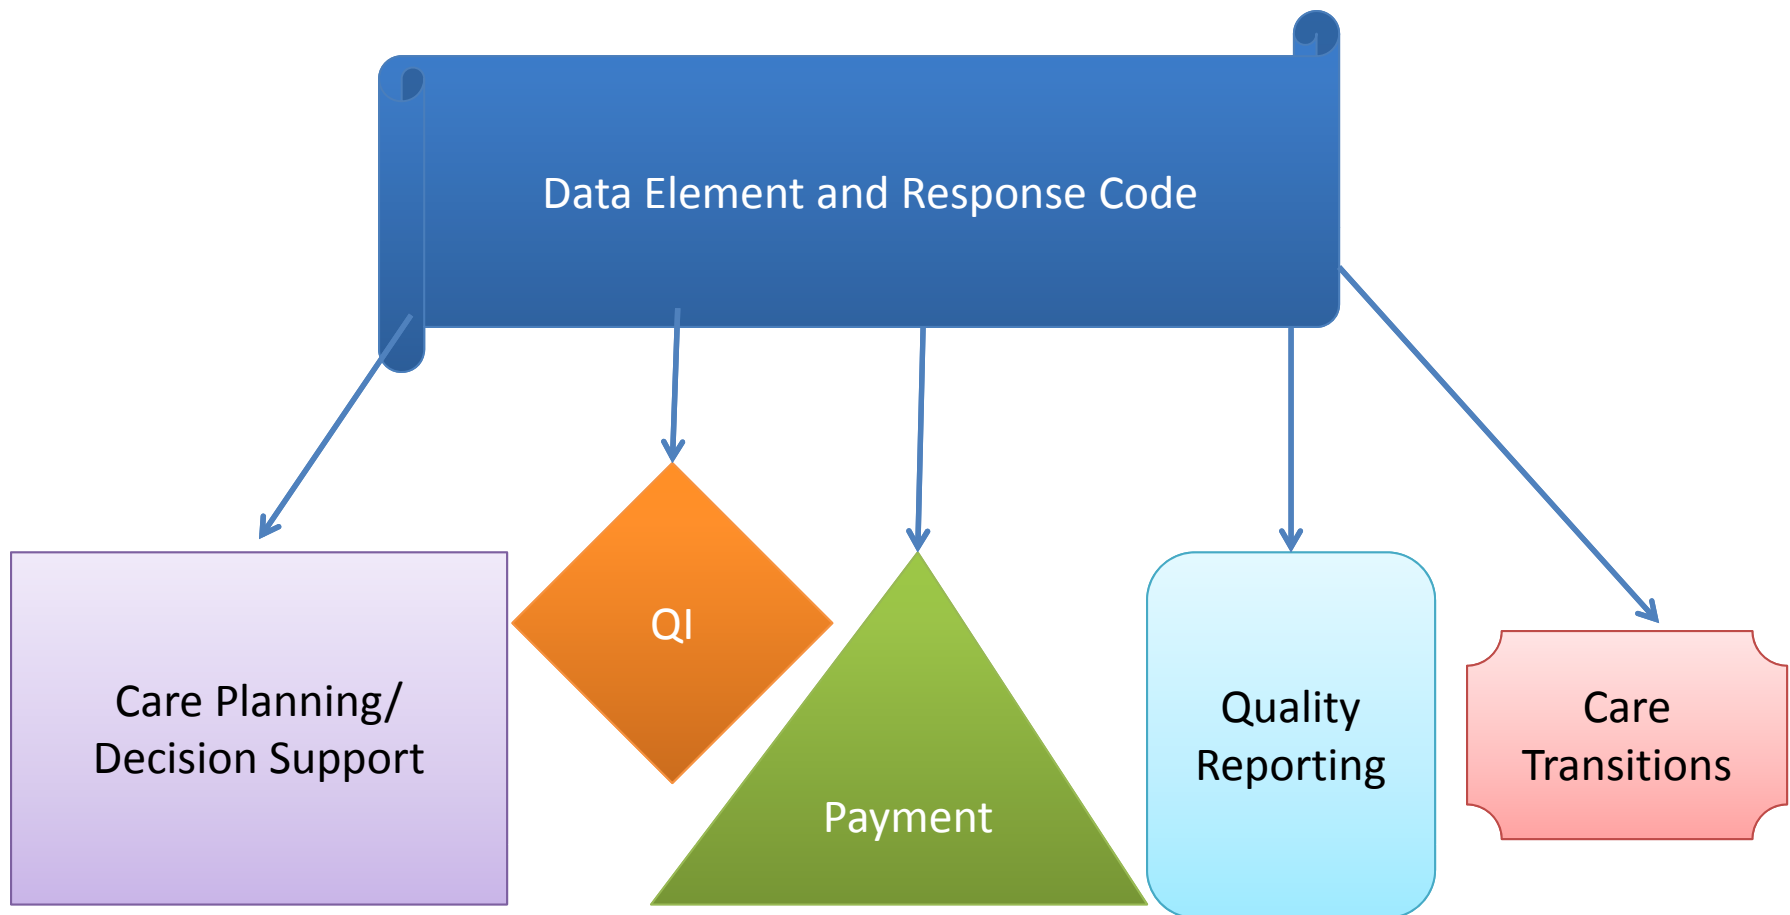 Data Element and Response Code
QI
Care Planning/
Decision Support
Payment
Quality
Reporting
Care
Transitions